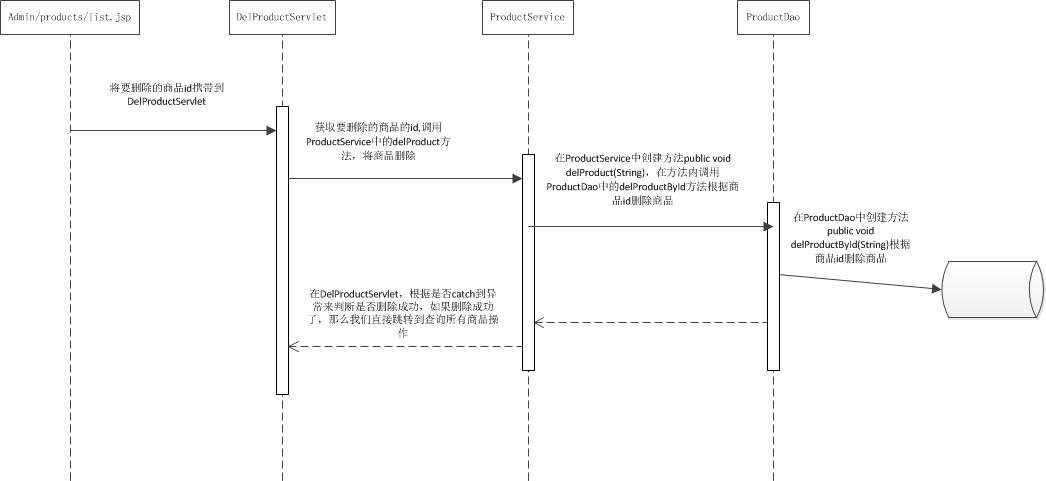 Admin/products/list.jsp
DelProductServlet
ProductService
ProductDao
将要删除的商品id携带到
DelProductServlet
获取要删除的商品的id,调用
ProductService中的delProduct方
法，将商品删除
在ProductService中创建方法public void
delProduct(String)，在方法内调用
ProductDao中的delProductById方法根据商
品id删除商品
在ProductDao中创建方法
public void
delProductById(String)根据
商品id删除商品
在DelProductServlet，根据是否catch到异
常来判断是否删除成功，如果删除成功
了，那么我们直接跳转到查询所有商品操
作